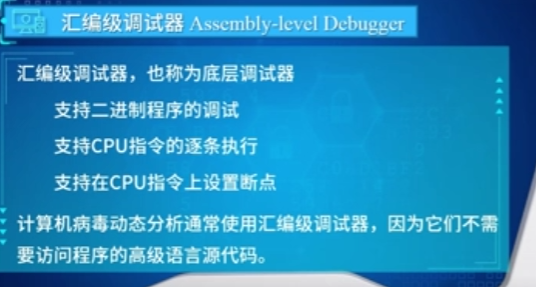 汇编级调试器 Assembly-level Debugger
汇编级调试器，也称为底层调试器
支持二进制程序的调试
支持CPU指令的逐条执行
支持在CPU指令上设置断点
计算机病毒动态分析通常使用汇编级调试器，因为它们不需
要访问程序的高级语言源代码。